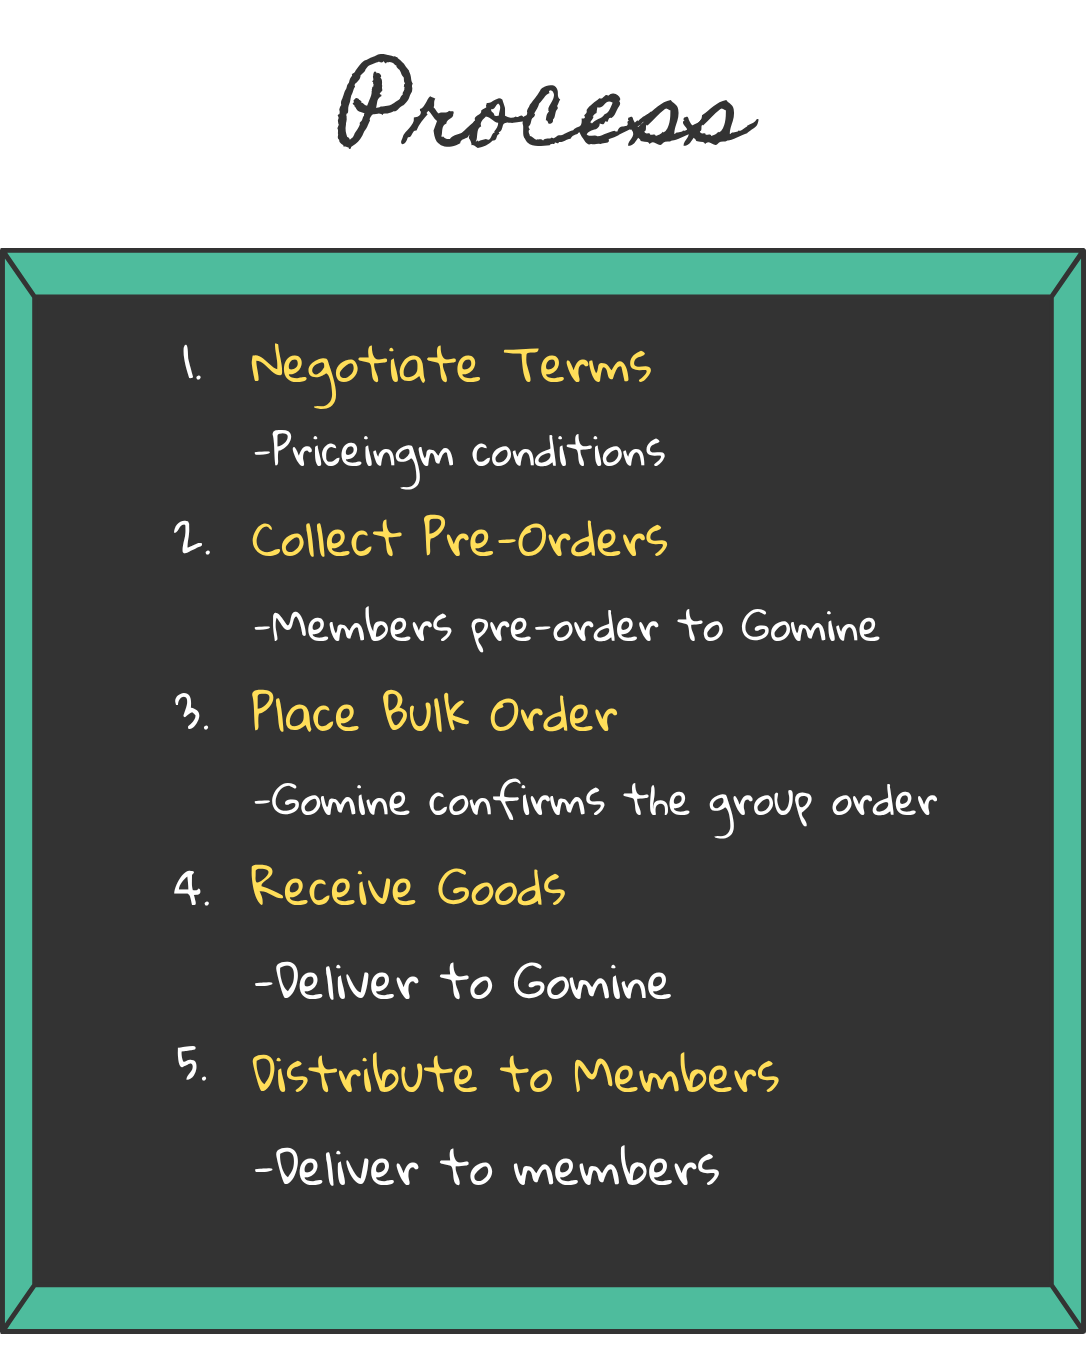 Process
1. Negotiate Terms
-Priceingm conditions
2. Collect Pre-Orders
-Members pre-order to Gomine
3. Place Bulk Order
-Gomine confirms the group order
4. Receive Goods
-Deliver to Gomine
5. Distribute to Members
-Deliver to members